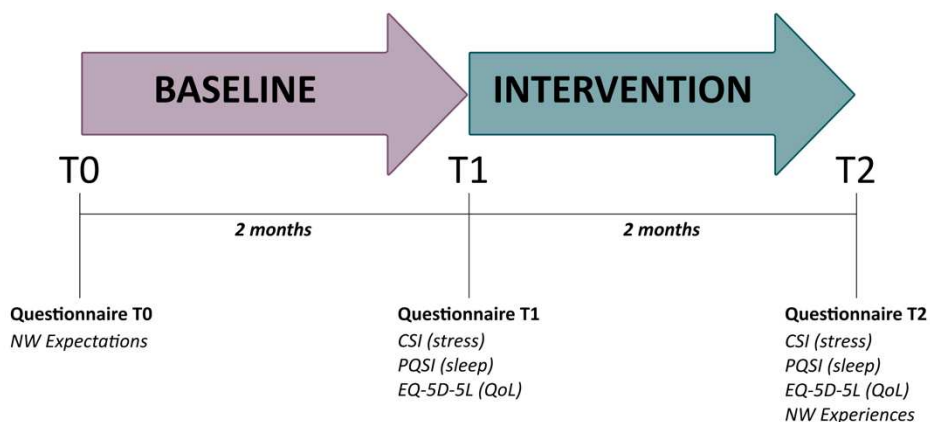 BASELINE
INTERVENTION
T0
T1
T2
2 months
2 months
Questionnaire T0
NW Expectations
Questionnaire T1
CSI (stress)
PQSI (sleep)
EQ-5D-5L (QoL)
Questionnaire T2
CSI (stress)
PQSI (sleep)
EQ-5D-5L (QoL)
NW Experiences